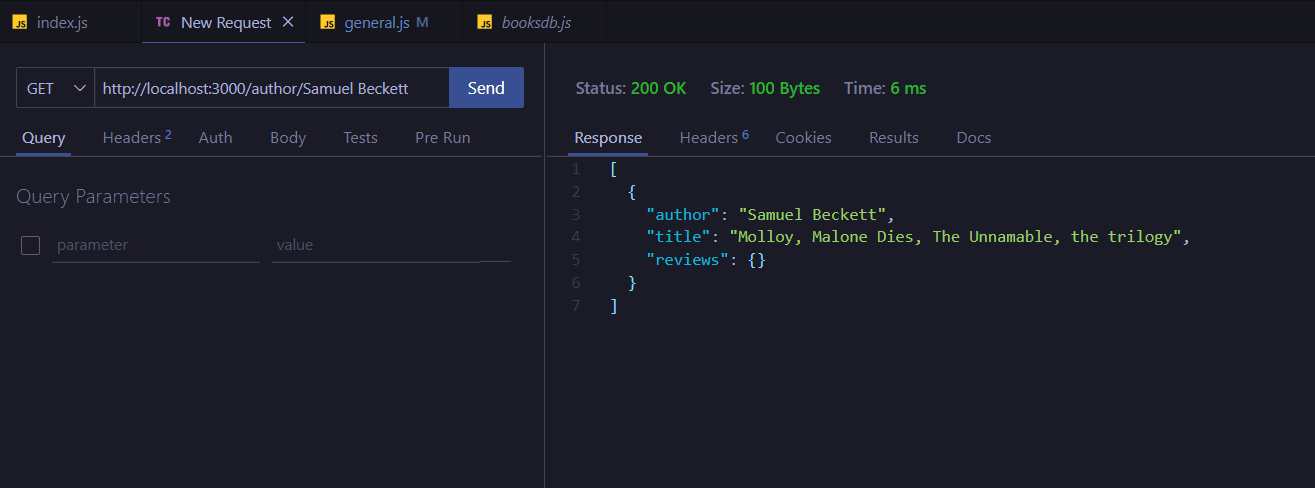 JS index.js TC New Request × JS general.js M JS booksdb.js
GET http://localhost:3000/author/Samuel Beckett Send
Query Headers 2 Auth Body Tests Pre Run
Query Parameters
parameter value
Status: 200 OK Size: 100 Bytes Time: 6 ms
Response Headers 6 Cookies Results Docs
1 [
2 {
3 "author": "Samuel Beckett",
4 "title": "Molloy, Malone Dies, The Unnamable, the trilogy",
5 "reviews": {}
6 }
7 ]